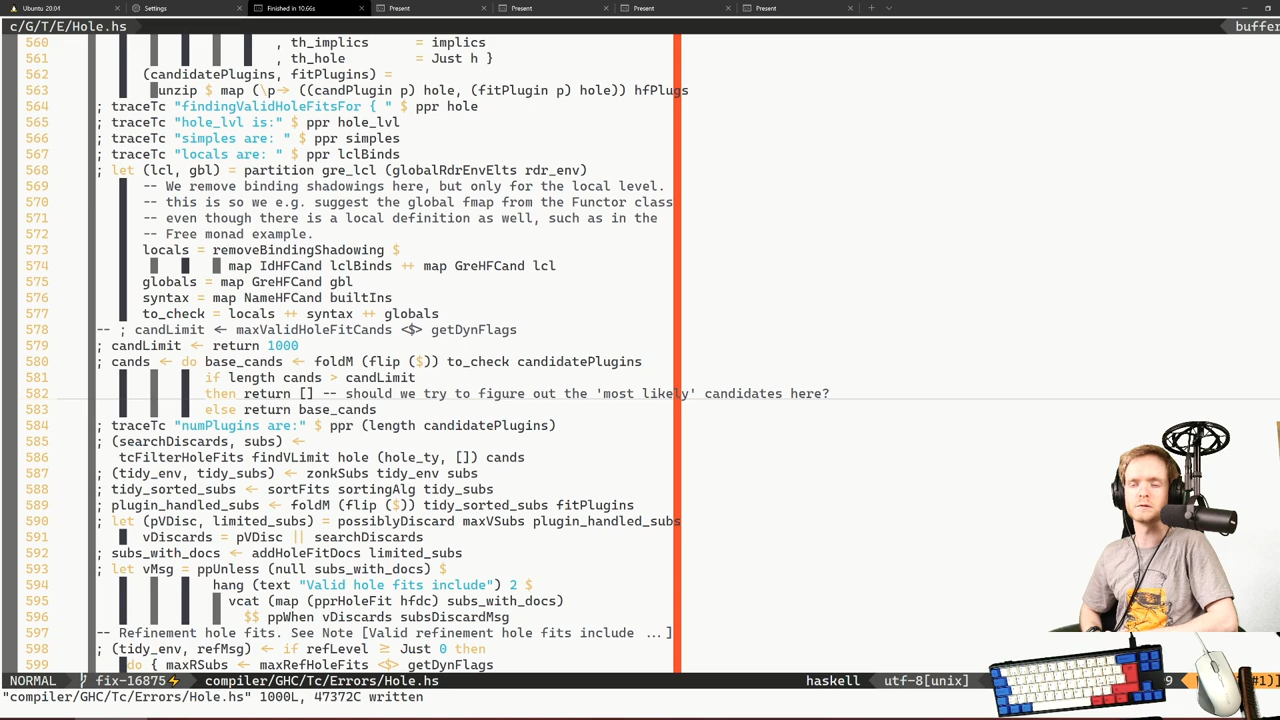 Ubuntu 20.04
Settings
Finished in 10.66s
Present
Present
Present
Present
c/G/T/E/Hole.hs
buffer
560 , th_implics = implics
561 , th_hole = Just h }
562 (candidatePlugins, fitPlugins) =
563 unzip $ map (\p-> ((candPlugin p) hole, (fitPlugin p) hole)) hfPlugs
564 ; traceTc "findingValidHoleFitsFor { " $ ppr hole
565 ; traceTc "hole_lvl is:" $ ppr hole_lvl
566 ; traceTc "simples are: " $ ppr simples
567 ; traceTc "locals are: " $ ppr lclBinds
568 ; let (lcl, gbl) = partition gre_lcl (globalRdrEnvElts rdr_env)
569 -- We remove binding shadowings here, but only for the local level.
570 -- this is so we e.g. suggest the global fmap from the Functor class
571 -- even though there is a local definition as well, such as in the
572 -- Free monad example.
573 locals = removeBindingShadowing $
574 map IdHFCand lclBinds ++ map GreHFCand lcl
575 globals = map GreHFCand gbl
576 syntax = map NameHFCand builtIns
577 to_check = locals ++ syntax ++ globals
578 -- ; candLimit <- maxValidHoleFitCands <$> getDynFlags
579 ; candLimit <- return 1000
580 ; cands <- do base_cands <- foldM (flip ($)) to_check candidatePlugins
581 if length cands > candLimit
582 then return [] -- should we try to figure out the 'most likely' candidates here?
583 else return base_cands
584 ; traceTc "numPlugins are:" $ ppr (length candidatePlugins)
585 ; (searchDiscards, subs) <-
586 tcFilterHoleFits findVLimit hole (hole_ty, []) cands
587 ; (tidy_env, tidy_subs) <- zonkSubs tidy_env subs
588 ; tidy_sorted_subs <- sortFits sortingAlg tidy_subs
589 ; plugin_handled_subs <- foldM (flip ($)) tidy_sorted_subs fitPlugins
590 ; let (pVDisc, limited_subs) = possiblyDiscard maxVSubs plugin_handled_subs
591 vDiscards = pVDisc || searchDiscards
592 ; subs_with_docs <- addHoleFitDocs limited_subs
593 ; let vMsg = ppUnless (null subs_with_docs) $
594 hang (text "Valid hole fits include") 2 $
595 vcat (map (pprHoleFit hfdc) subs_with_docs)
596 $$ ppWhen vDiscards subsDiscardMsg
597 -- Refinement hole fits. See Note [Valid refinement hole fits include ...]
598 ; (tidy_env, refMsg) <- if refLevel >= Just 0 then
599 do { maxRSubs <- maxRefHoleFits <$> getDynFlags
NORMAL fix-16875⚡ compiler/GHC/Tc/Errors/Hole.hs haskell utf-8[unix]
"compiler/GHC/Tc/Errors/Hole.hs" 1000L, 47372C written